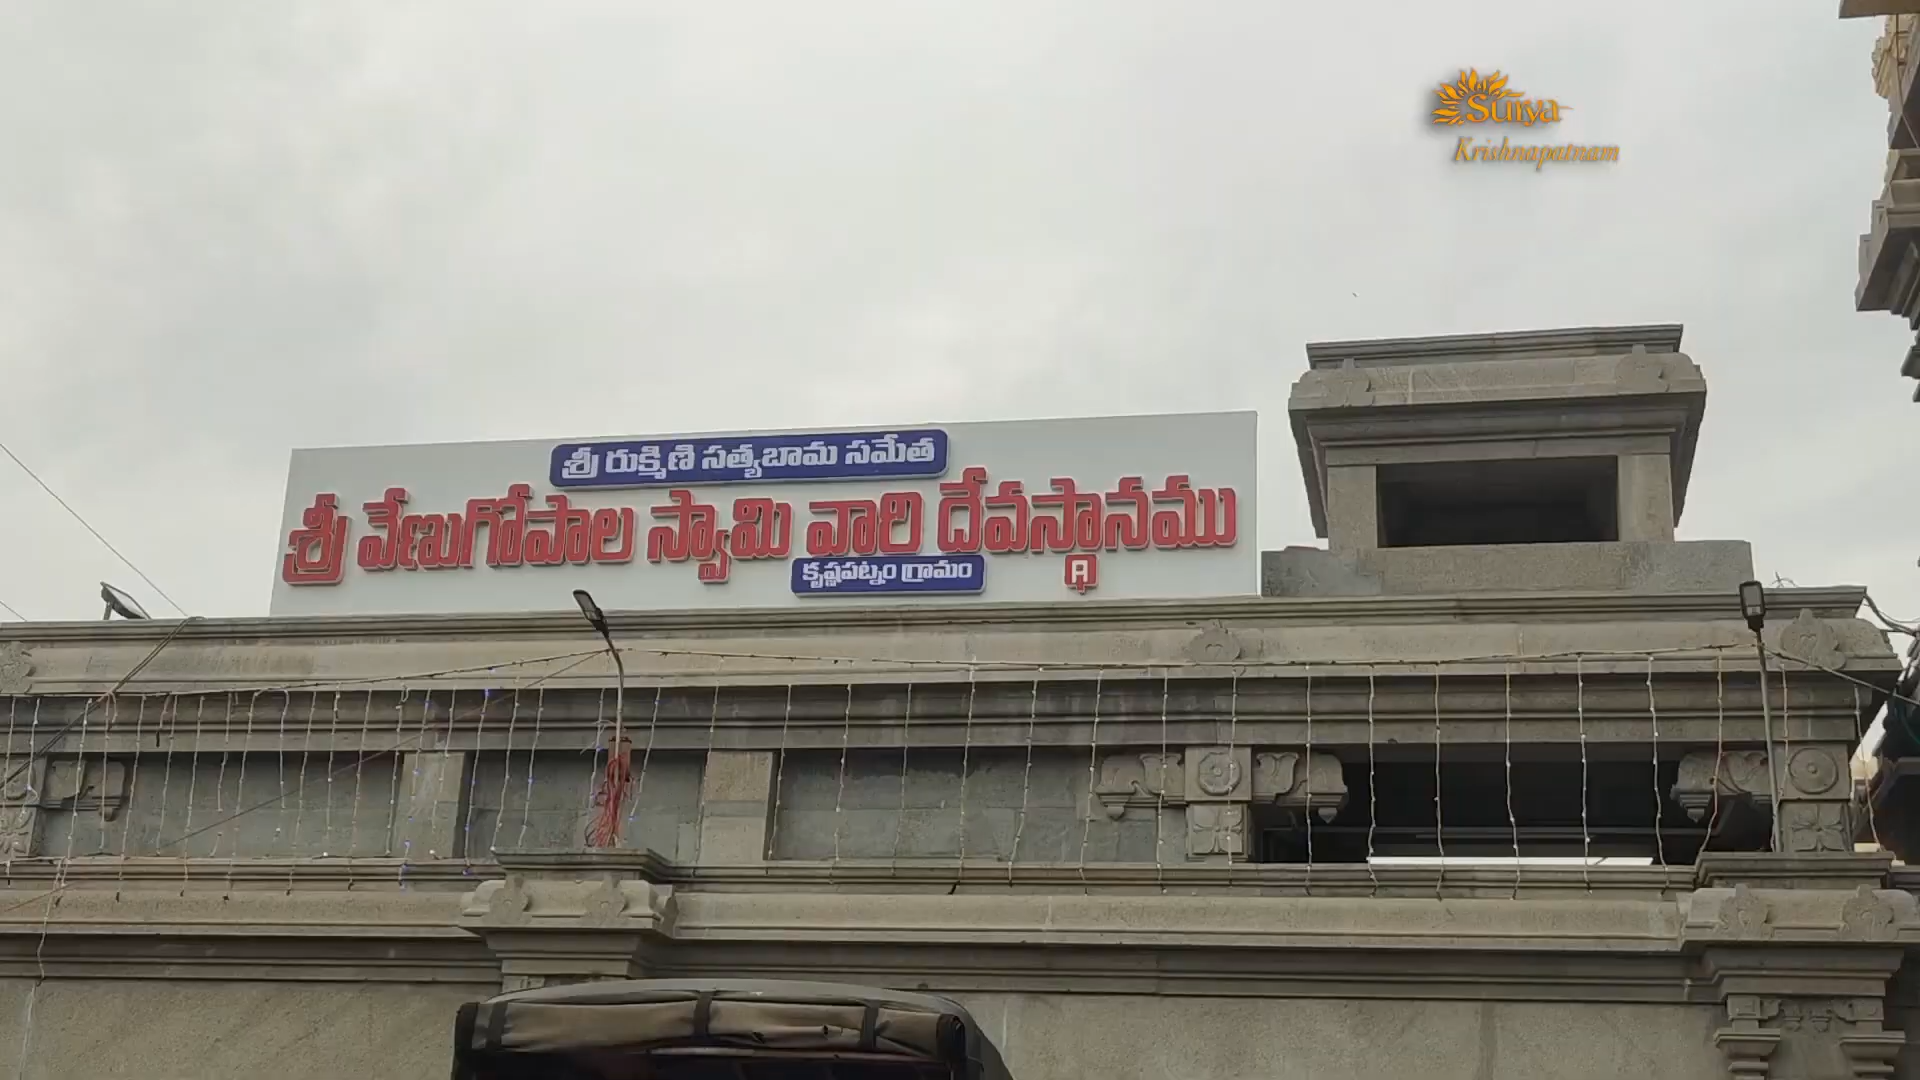 Surya
Krishnapatnam
శ్రీ రుక్మిణి సత్యబామ సమేత
శ్రీ వేణుగోపాల స్వామి వారి దేవస్థానము
కృష్ణపట్నం గ్రామం